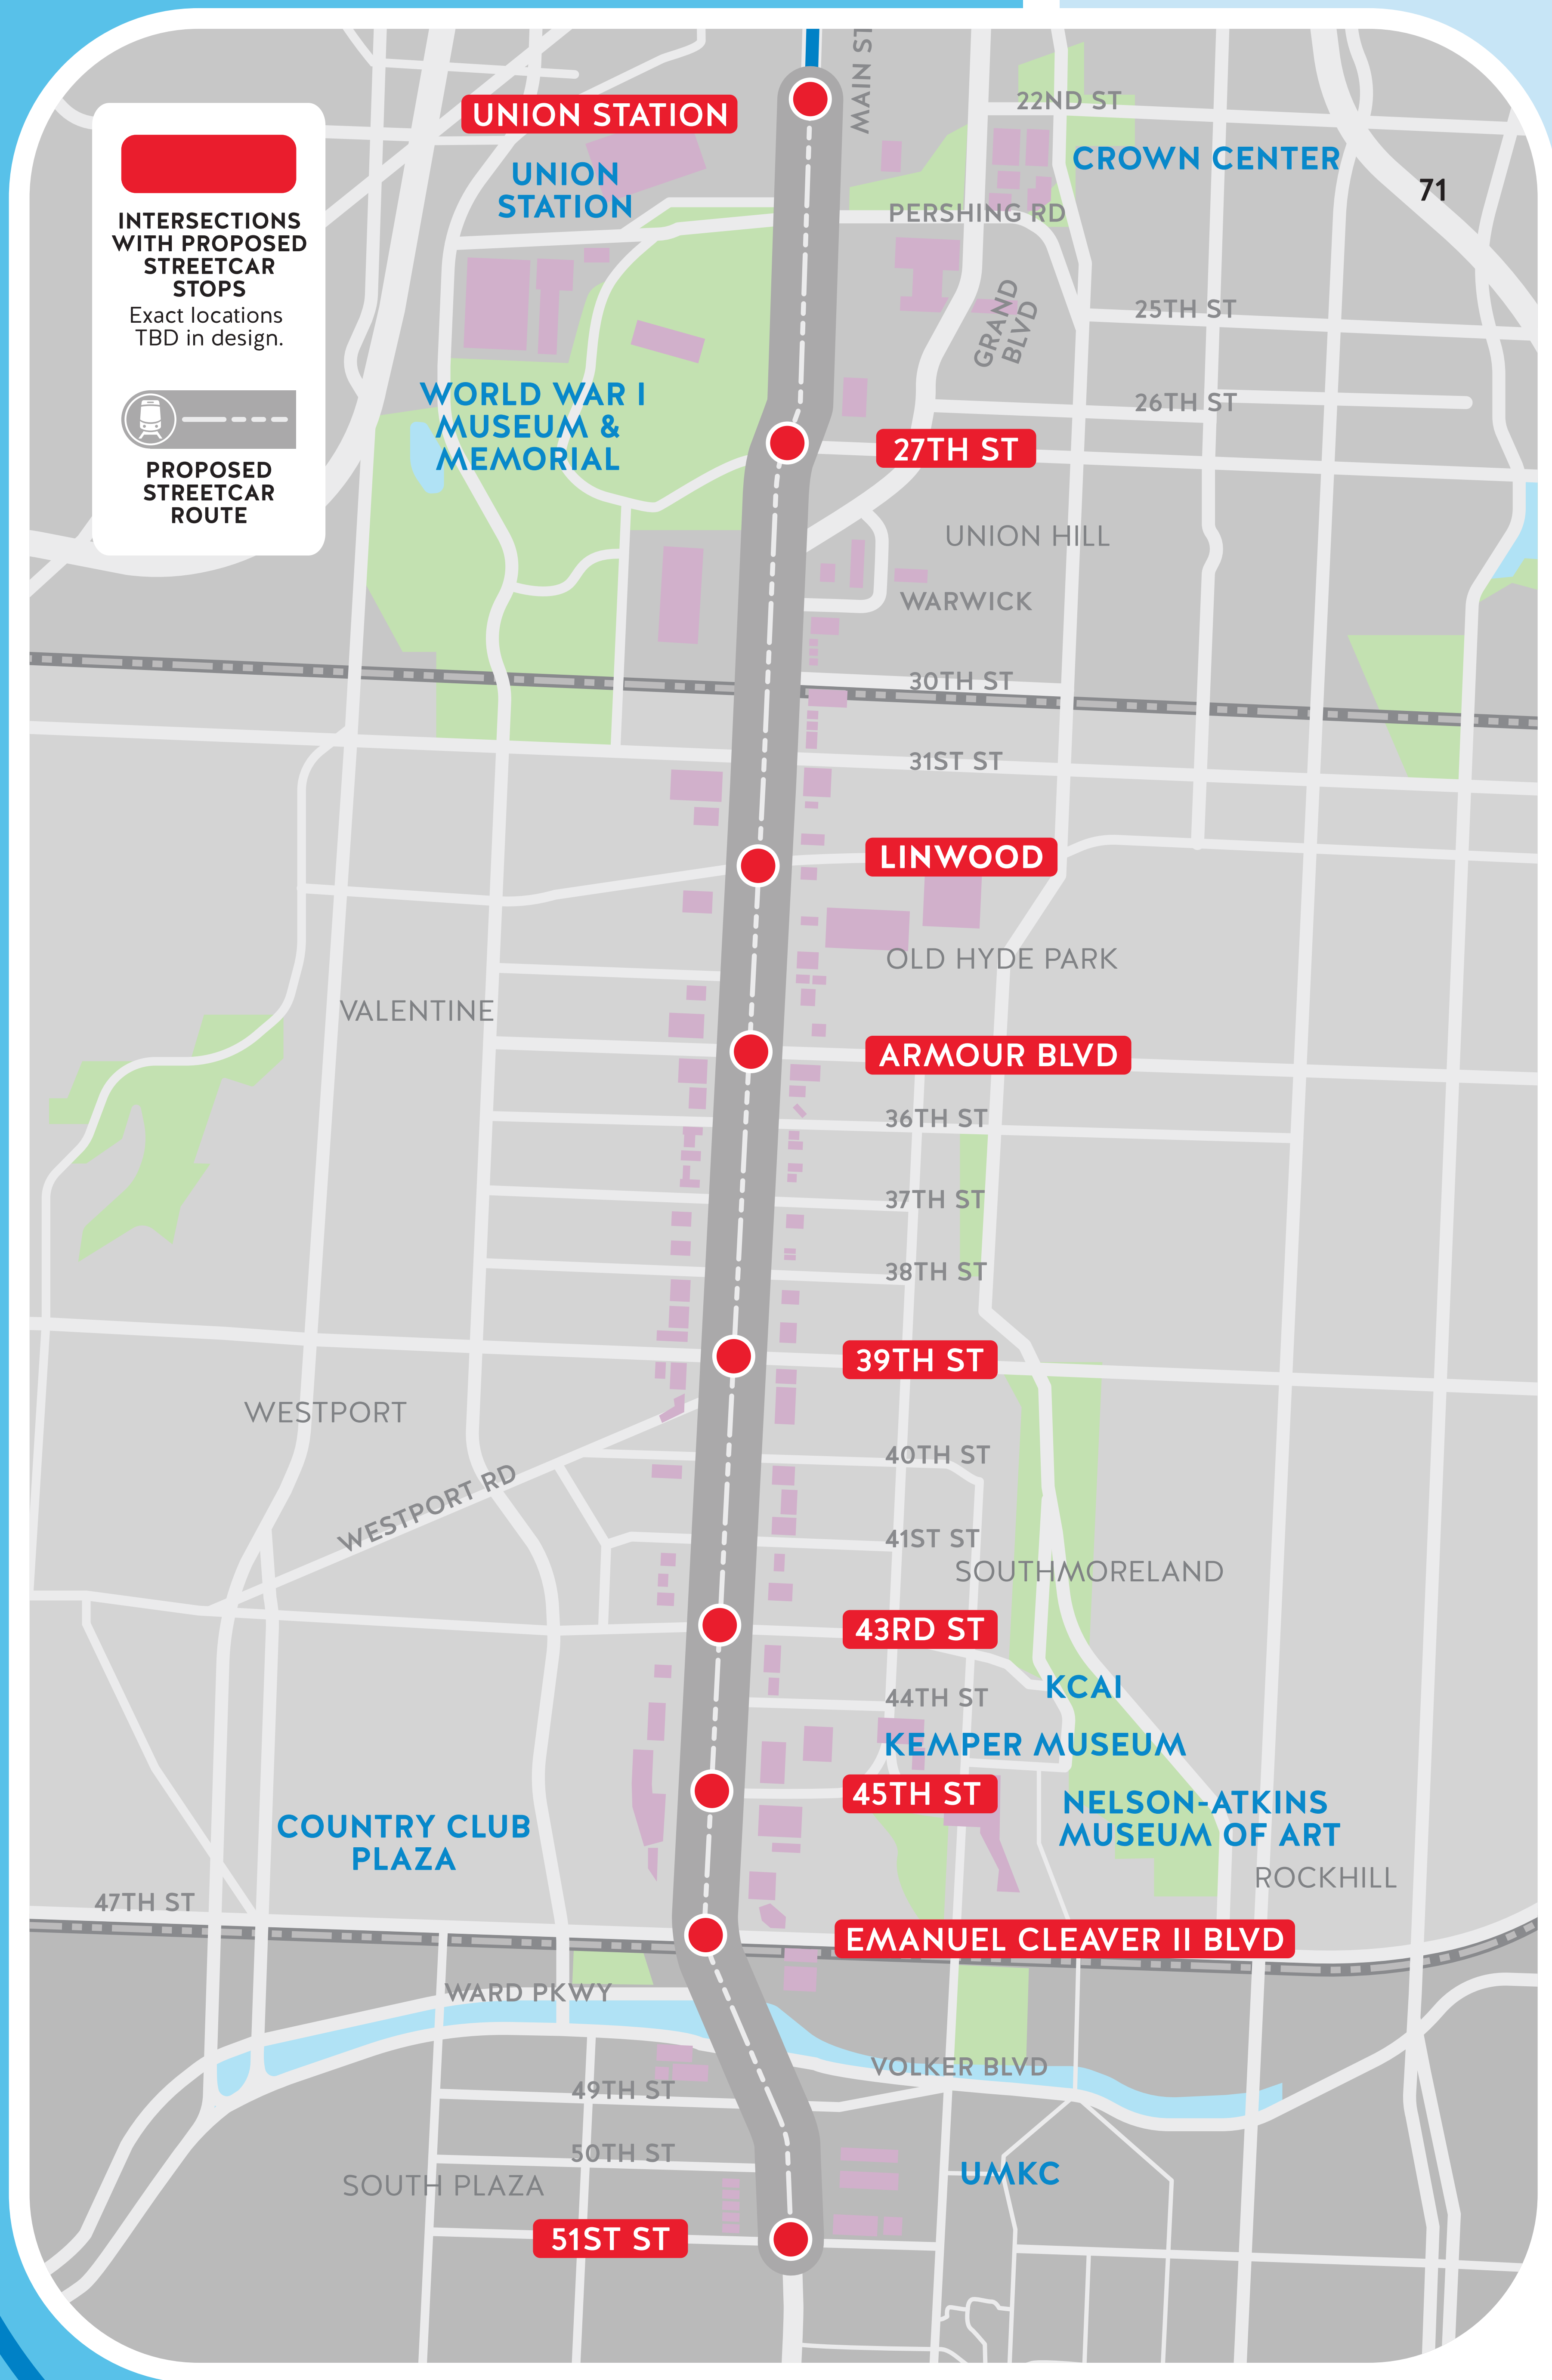 MAIN ST
UNION STATION
22ND ST
CROWN CENTER
71
UNION
STATION
INTERSECTIONS
WITH PROPOSED
STREETCAR
STOPS
Exact locations
TBD in design.
PROPOSED
STREETCAR
ROUTE
PERSHING RD
25TH ST
GRAND
BLVD
WORLD WAR I
MUSEUM &
MEMORIAL
26TH ST
27TH ST
UNION HILL
WARWICK
30TH ST
31ST ST
LINWOOD
OLD HYDE PARK
VALENTINE
ARMOUR BLVD
36TH ST
37TH ST
38TH ST
39TH ST
WESTPORT
40TH ST
WESTPORT RD
41ST ST
SOUTHMORELAND
43RD ST
KCAI
44TH ST
KEMPER MUSEUM
45TH ST
NELSON-ATKINS
MUSEUM OF ART
COUNTRY CLUB
PLAZA
ROCKHILL
47TH ST
EMANUEL CLEAVER II BLVD
WARD PKWY
VOLKER BLVD
49TH ST
50TH ST
UMKC
SOUTH PLAZA
51ST ST